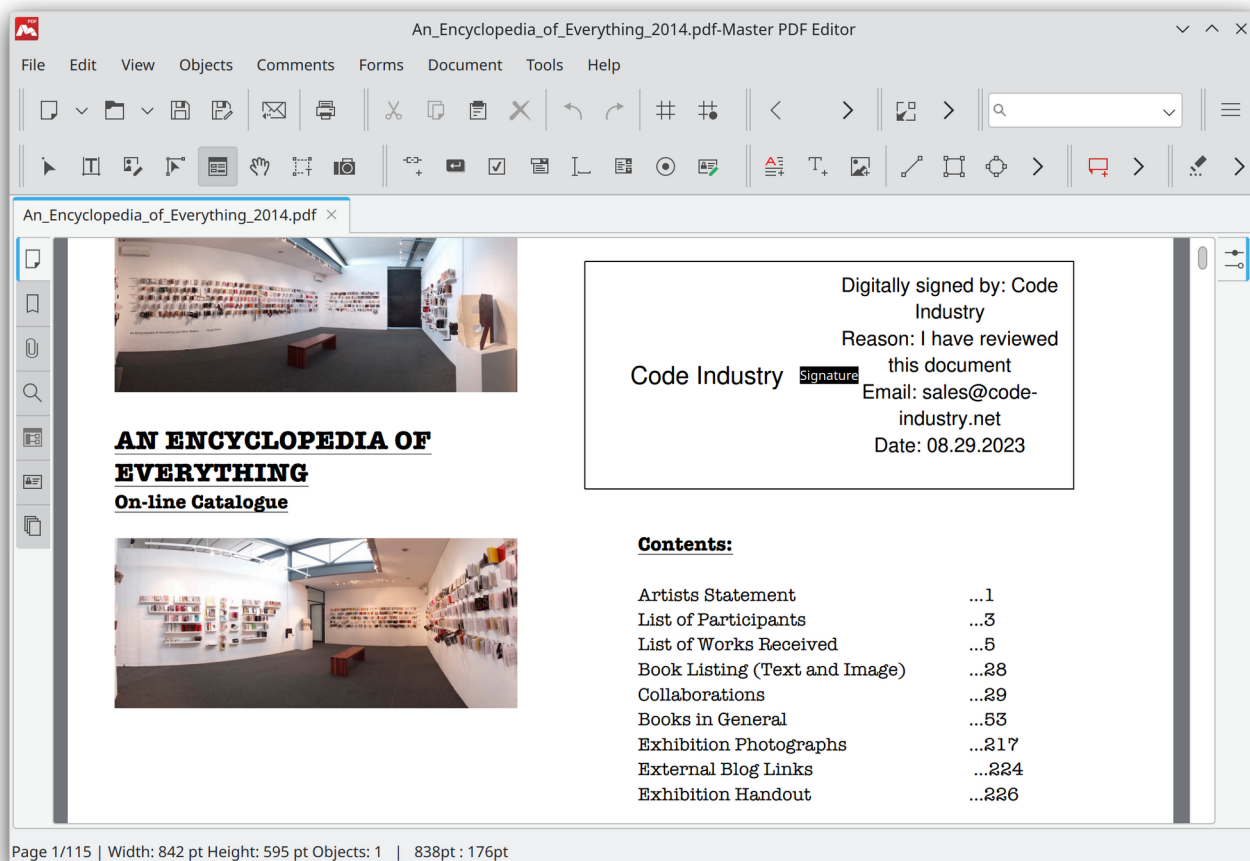 PDF
An_Encyclopedia_of_Everything_2014.pdf-Master PDF Editor
File Edit View Objects Comments Forms Document Tools Help
An_Encyclopedia_of_Everything_2014.pdf
AN ENCYCLOPEDIA OF
EVERYTHING
On-line Catalogue
Code Industry
Signature
Digitally signed by: Code
Industry
Reason: I have reviewed
this document
Email: sales@code-
industry.net
Date: 08.29.2023
Contents:
Artists Statement ...1
List of Participants ...3
List of Works Received ...5
Book Listing (Text and Image) ...28
Collaborations ...29
Books in General ...53
Exhibition Photographs ...217
External Blog Links ...224
Exhibition Handout ...226
Page 1/115 | Width: 842 pt Height: 595 pt Objects: 1 | 838pt : 176pt